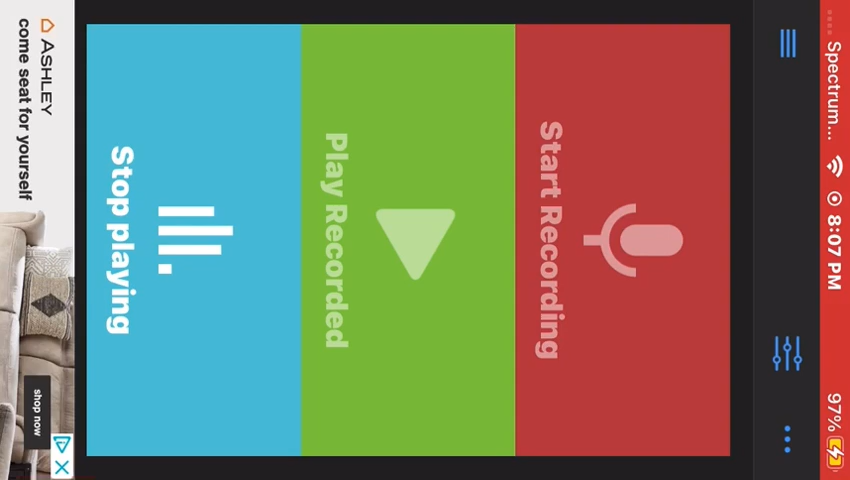 Spectrum... 8:07 PM 97%
Start Recording
Play Recorded
Stop playing
ASHLEY
come seat for yourself
shop now